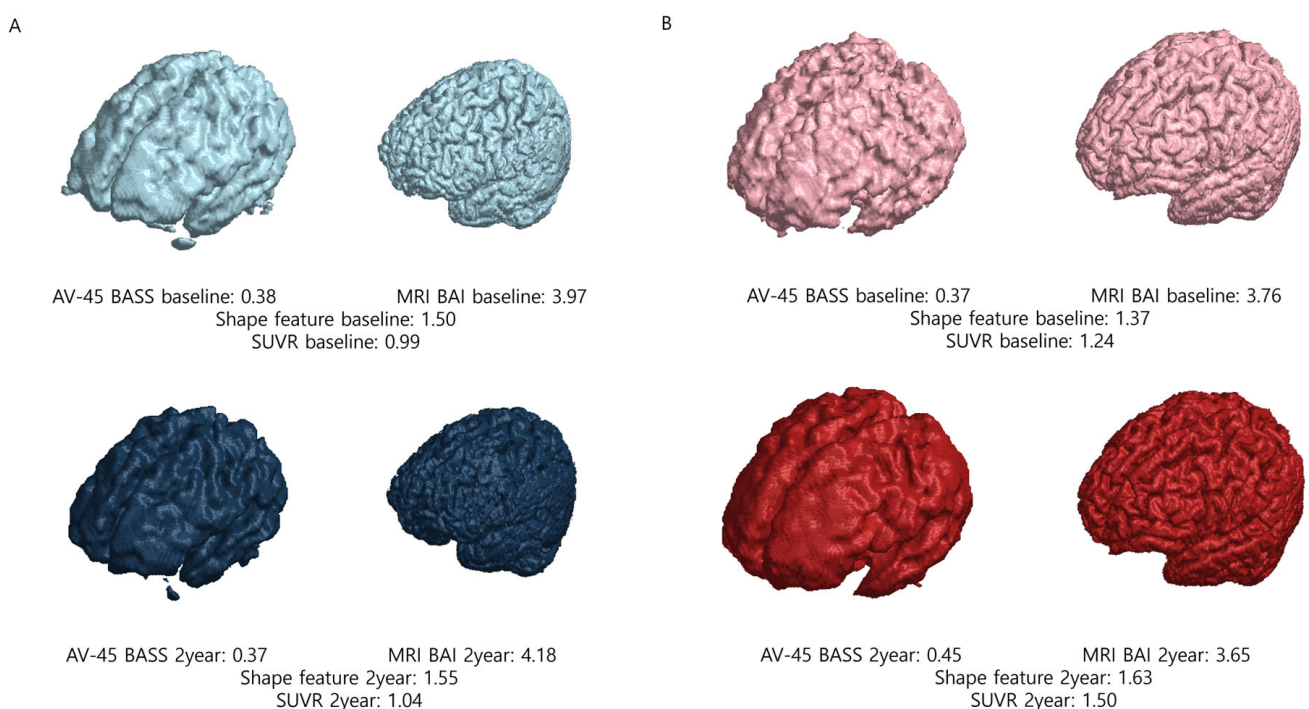 A
AV-45 BASS baseline: 0.38
MRI BAI baseline: 3.97
Shape feature baseline: 1.50
SUVR baseline: 0.99
AV-45 BASS 2year: 0.37
MRI BAI 2year: 4.18
Shape feature 2year: 1.55
SUVR 2year: 1.04
B
AV-45 BASS baseline: 0.37
MRI BAI baseline: 3.76
Shape feature baseline: 1.37
SUVR baseline: 1.24
AV-45 BASS 2year: 0.45
MRI BAI 2year: 3.65
Shape feature 2year: 1.63
SUVR 2year: 1.50